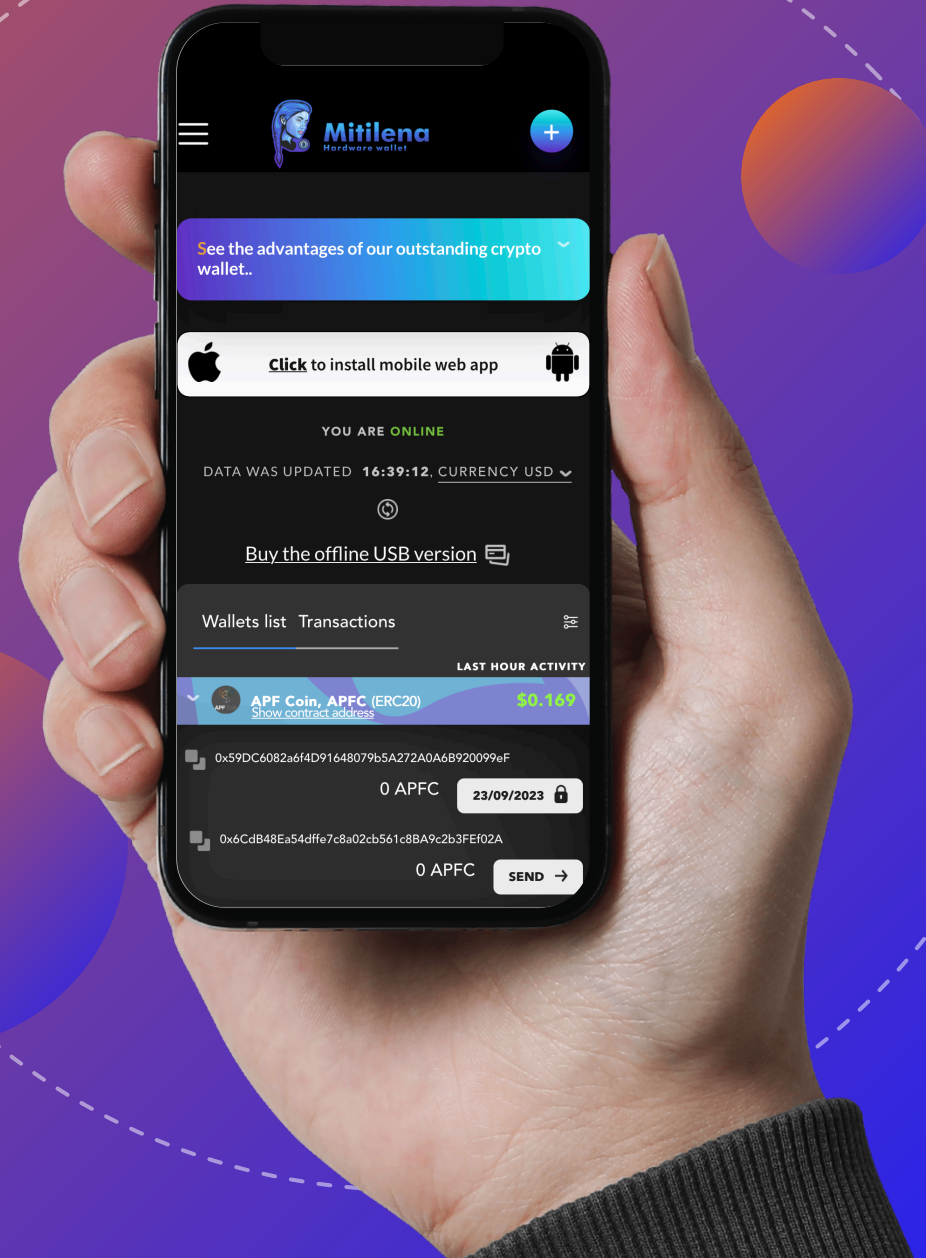 Mitilena
Hardware wallet
See the advantages of our outstanding crypto
wallet..
Click to install mobile web app
YOU ARE ONLINE
DATA WAS UPDATED 16:39:12, CURRENCY USD
Buy the offline USB version
Wallets list Transactions
LAST HOUR ACTIVITY
APF
APF Coin, APFC (ERC20) $0.169
Show contract address
0x59DC6082a6f4D91648079b5A272A0A6B920099eF
0 APFC 23/09/2023
0x6CdB48Ea54dffe7c8a02cb561c8BA9c2b3FEf02A
0 APFC SEND